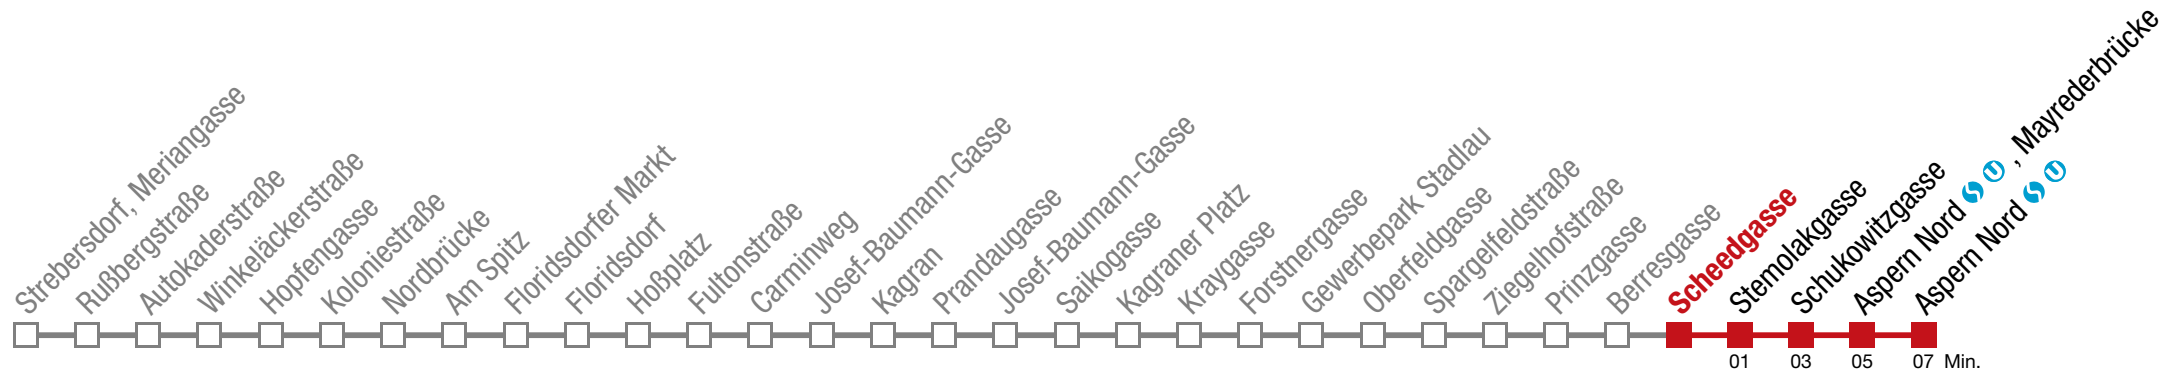 Strebersdorf, Meriangasse
Rußbergstraße
Autokaderstraße
Winkeläckerstraße
Hopfengasse
Koloniestraße
Nordbrücke
Am Spitz
Floridsdorfer Markt
Floridsdorf
Hoßplatz
Fultonstraße
Carminweg
Josef-Baumann-Gasse
Kagran
Prandaugasse
Josef-Baumann-Gasse
Saikogasse
Kagraner Platz
Kraygasse
Forstnergasse
Gewerbepark Stadlau
Oberfeldgasse
Spargelfeldstraße
Ziegelhofstraße
Prinzgasse
Berresgasse
Scheedgasse
Stemolakgasse
Schukowitzgasse
Aspern Nord S U , Mayrederbrücke
Aspern Nord S U
01 03 05 07 Min.